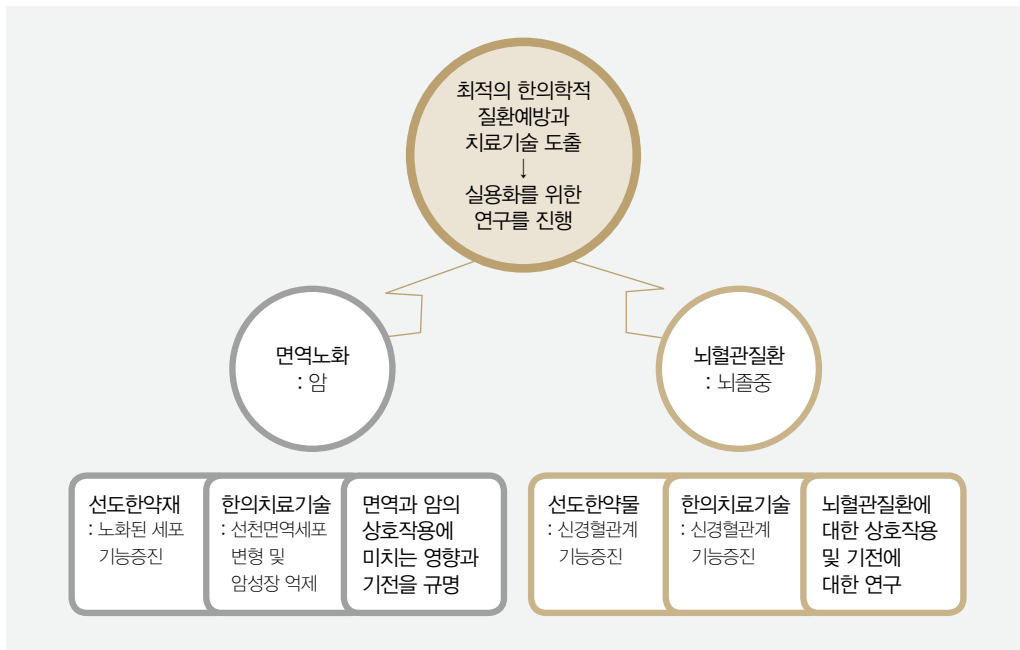 최적의 한의학적
질환예방과
치료기술 도출
↓
실용화를 위한
연구를 진행
면역노화
: 암
뇌혈관질환
: 뇌졸중
선도한약재
: 노화된 세포
기능증진
한의치료기술
: 선천면역세포
변형 및
암성장 억제
면역과 암의
상호작용에
미치는 영향과
기전을 규명
선도한약물
: 신경혈관계
기능증진
한의치료기술
: 신경혈관계
기능증진
뇌혈관질환에
대한 상호작용
및 기전에
대한 연구